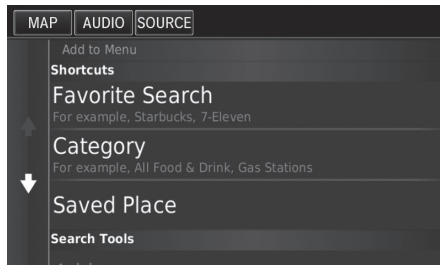 MAP AUDIO SOURCE
Add to Menu
Shortcuts
Favorite Search
For example, Starbucks, 7-Eleven
Category
For example, All Food & Drink, Gas Stations
Saved Place
Search Tools